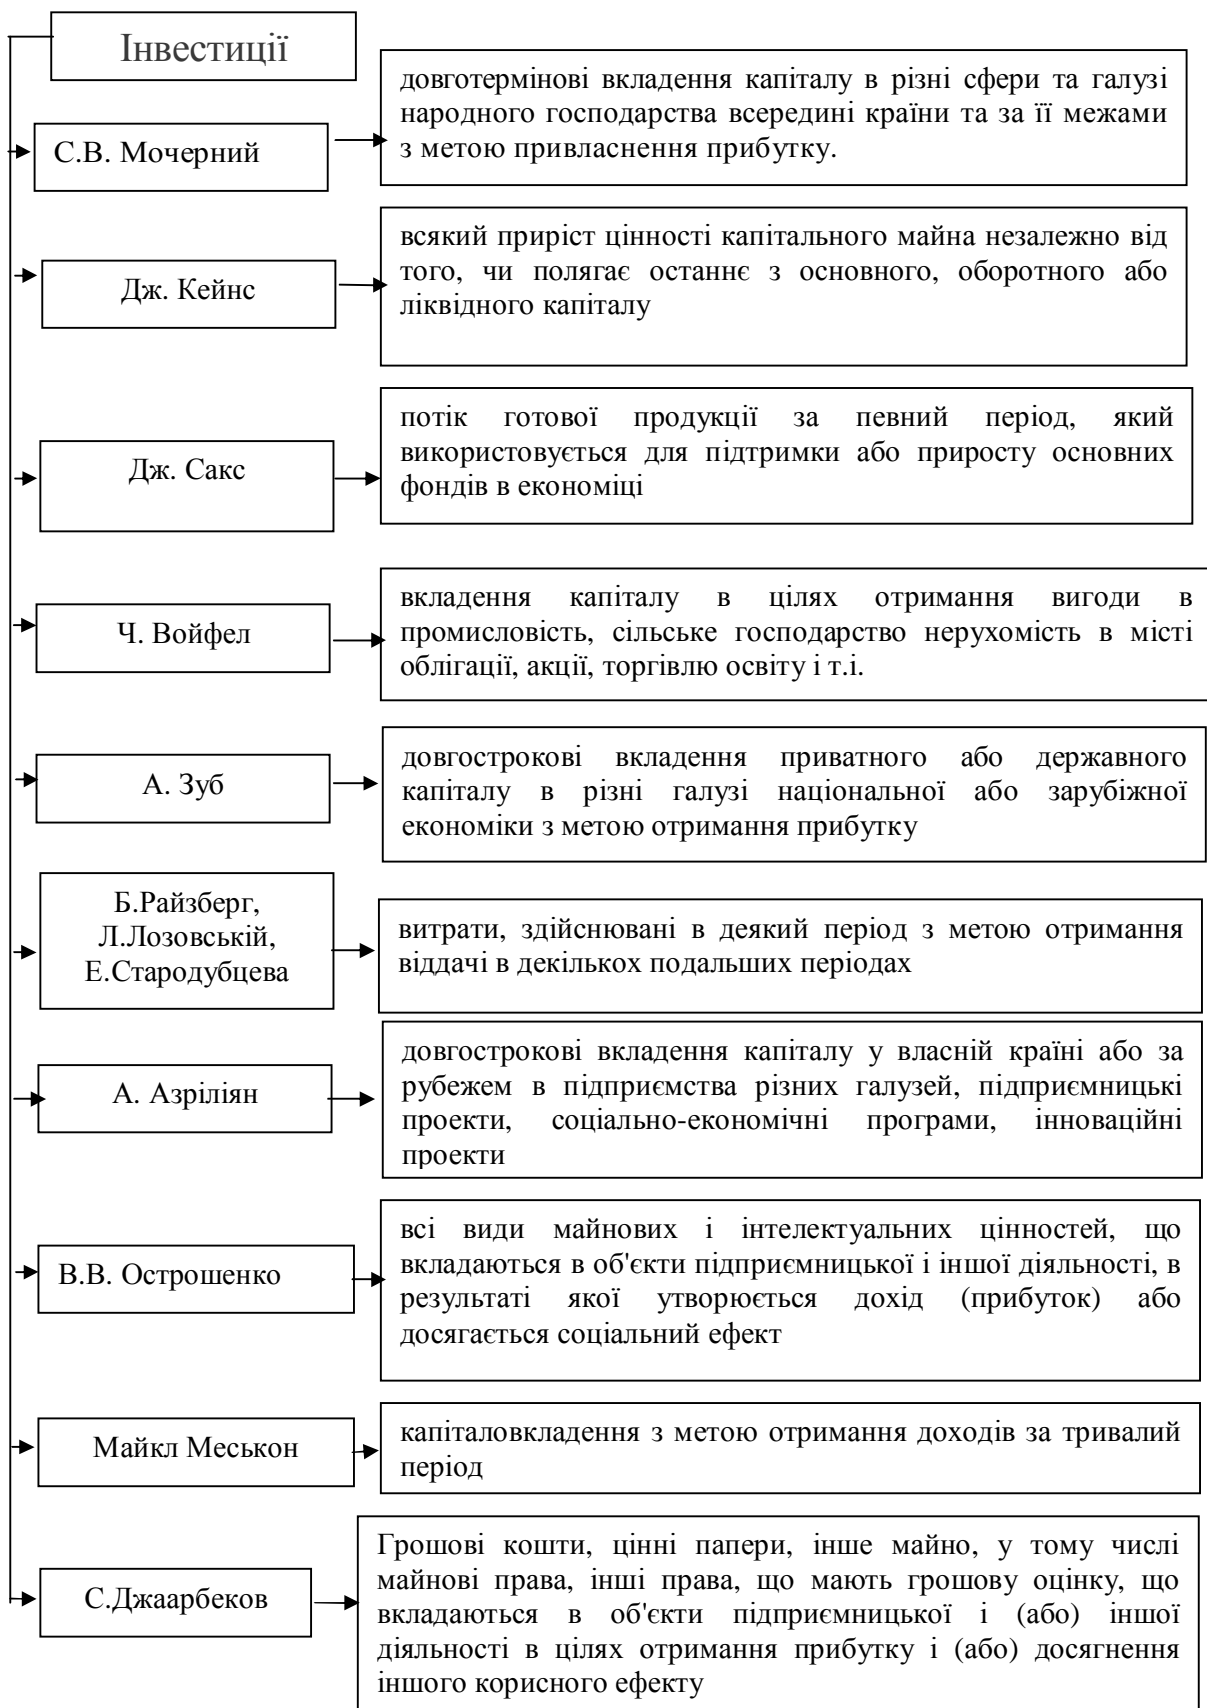 Інвестиції
С.В. Мочерний
довготермінові вкладення капіталу в різні сфери та галузі
народного господарства всередині країни та за її межами
з метою привласнення прибутку.
Дж. Кейнс
всякий приріст цінності капітального майна незалежно від
того, чи полягає останнє з основного, оборотного або
ліквідного капіталу
Дж. Сакс
потік готової продукції за певний період, який
використовується для підтримки або приросту основних
фондів в економіці
Ч. Войфел
вкладення капіталу в цілях отримання вигоди в
промисловість, сільське господарство нерухомість в місті
облігації, акції, торгівлю освіту і т.і.
А. Зуб
довгострокові вкладення приватного або державного
капіталу в різні галузі національної або зарубіжної
економіки з метою отримання прибутку
Б.Райзберг,
Л.Лозовській,
Е.Стародубцева
витрати, здійснювані в деякий період з метою отримання
віддачі в декількох подальших періодах
А. Азріліян
довгострокові вкладення капіталу у власній країні або за
рубежем в підприємства різних галузей, підприємницькі
проекти, соціально-економічні програми, інноваційні
проекти
В.В. Острошенко
всі види майнових і інтелектуальних цінностей, що
вкладаються в об'єкти підприємницької і іншої діяльності, в
результаті якої утворюється дохід (прибуток) або
досягається соціальний ефект
Майкл Меськон
капіталовкладення з метою отримання доходів за тривалий
період
С.Джаарбеков
Грошові кошти, цінні папери, інше майно, у тому числі
майнові права, інші права, що мають грошову оцінку, що
вкладаються в об'єкти підприємницької і (або) іншої
діяльності в цілях отримання прибутку і (або) досягнення
іншого корисного ефекту